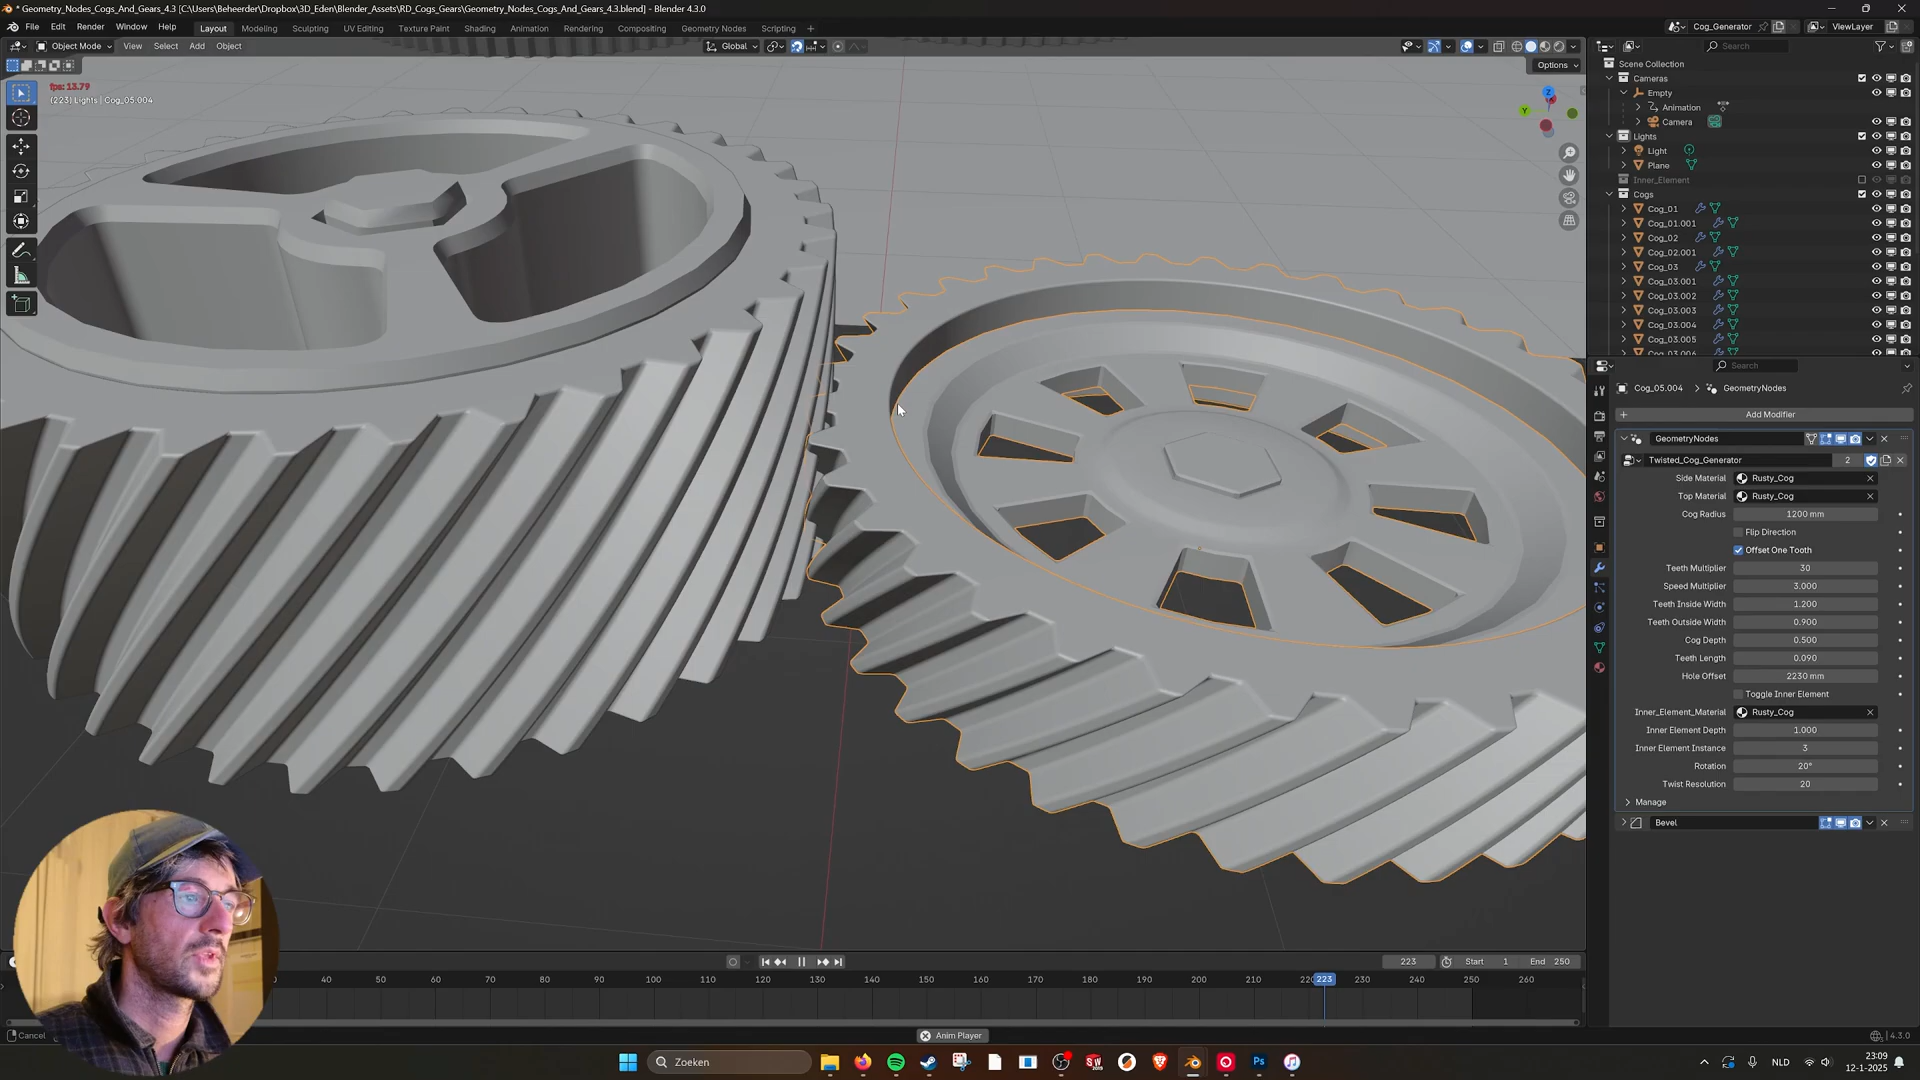 * Geometry_Nodes_Cogs_And_Gears_4.3 [C:\Users\Beheerder\Dropbox\3D_Eden\Blender_Assets\RD_Cogs_Gears\Geometry_Nodes_Cogs_And_Gears_4.3.blend] - Blender 4.3.0
File Edit Render Window Help Layout Modeling Sculpting UV Editing Texture Paint Shading Animation Rendering Compositing Geometry Nodes Scripting + Cog_Generator ViewLayer
Object Mode View Select Add Object Global Search
Options
fps: 13.79
(223) Lights | Cog_05.004
Z
Y
Scene Collection
Cameras
Empty
Animation
Camera
Lights
Light
Plane
Inner_Element
Cogs
Cog_01
Cog_01.001
Cog_02
Cog_02.001
Cog_03
Cog_03.001
Cog_03.002
Cog_03.003
Cog_03.004
Cog_03.005
Cog_03.006
Search
Cog_05.004 GeometryNodes
Add Modifier
GeometryNodes
Twisted_Cog_Generator 2
Side Material Rusty_Cog
Top Material Rusty_Cog
Cog Radius 1200 mm
Flip Direction
Offset One Tooth
Teeth Multiplier 30
Speed Multiplier 3.000
Teeth Inside Width 1.200
Teeth Outside Width 0.900
Cog Depth 0.500
Teeth Length 0.090
Hole Offset 2230 mm
Toggle Inner Element
Inner_Element_Material Rusty_Cog
Inner Element Depth 1.000
Inner Element Instance 3
Rotation 20°
Twist Resolution 20
Manage
Bevel
223 Start 1 End 250
40 50 60 70 80 90 100 110 120 130 140 150 160 170 180 190 200 210 223 230 240 250 260
Cancel Anim Player 4.3.0
Zoeken NLD 23:09
12-1-2025